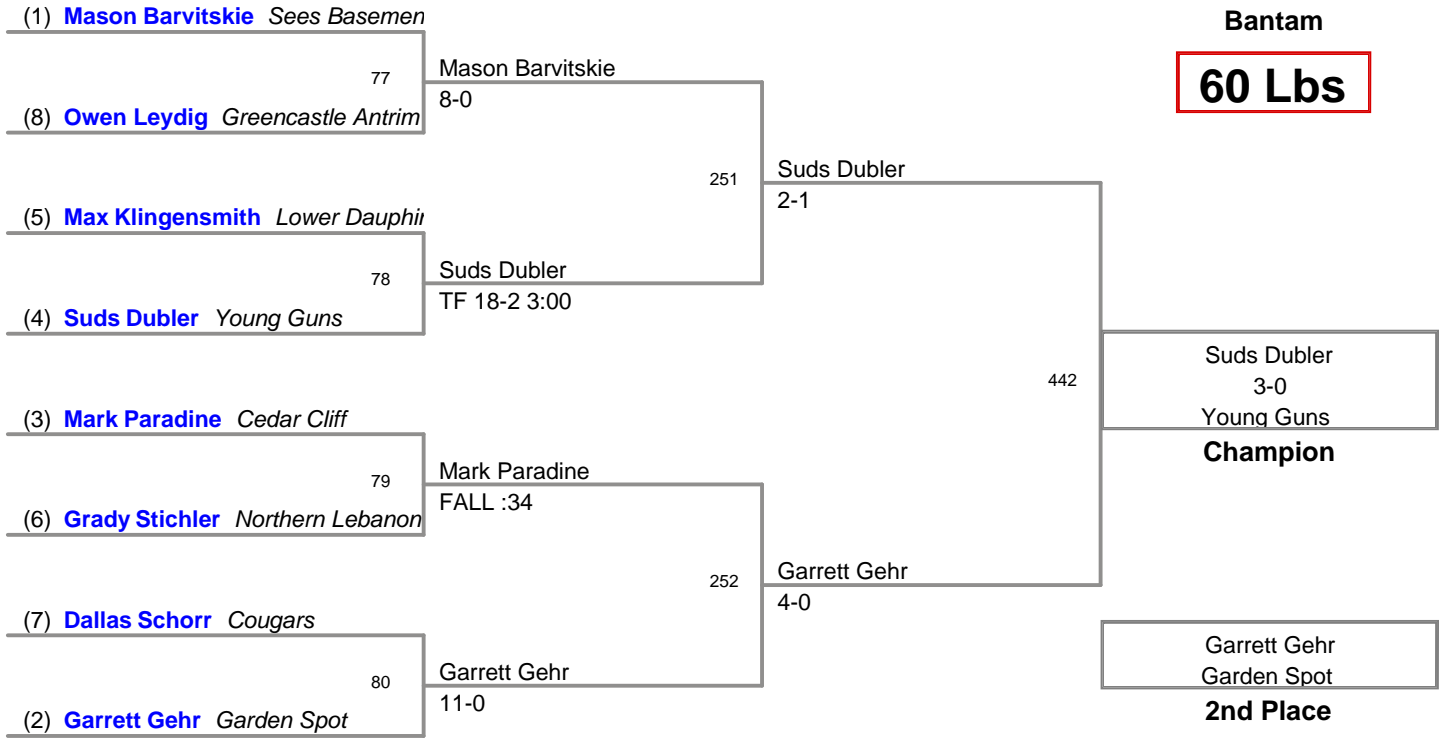 (1) Mason Barvitskie Sees Basemen
Bantam
60 Lbs
77
Mason Barvitskie
8-0
(8) Owen Leydig Greencastle Antrim
251
Suds Dubler
2-1
(5) Max Klingensmith Lower Dauphin
78
Suds Dubler
TF 18-2 3:00
(4) Suds Dubler Young Guns
442
Suds Dubler
3-0
Young Guns
Champion
(3) Mark Paradine Cedar Cliff
79
Mark Paradine
FALL :34
(6) Grady Stichler Northern Lebanon
252
Garrett Gehr
4-0
(7) Dallas Schorr Cougars
80
Garrett Gehr
11-0
(2) Garrett Gehr Garden Spot
Garrett Gehr
Garden Spot
2nd Place